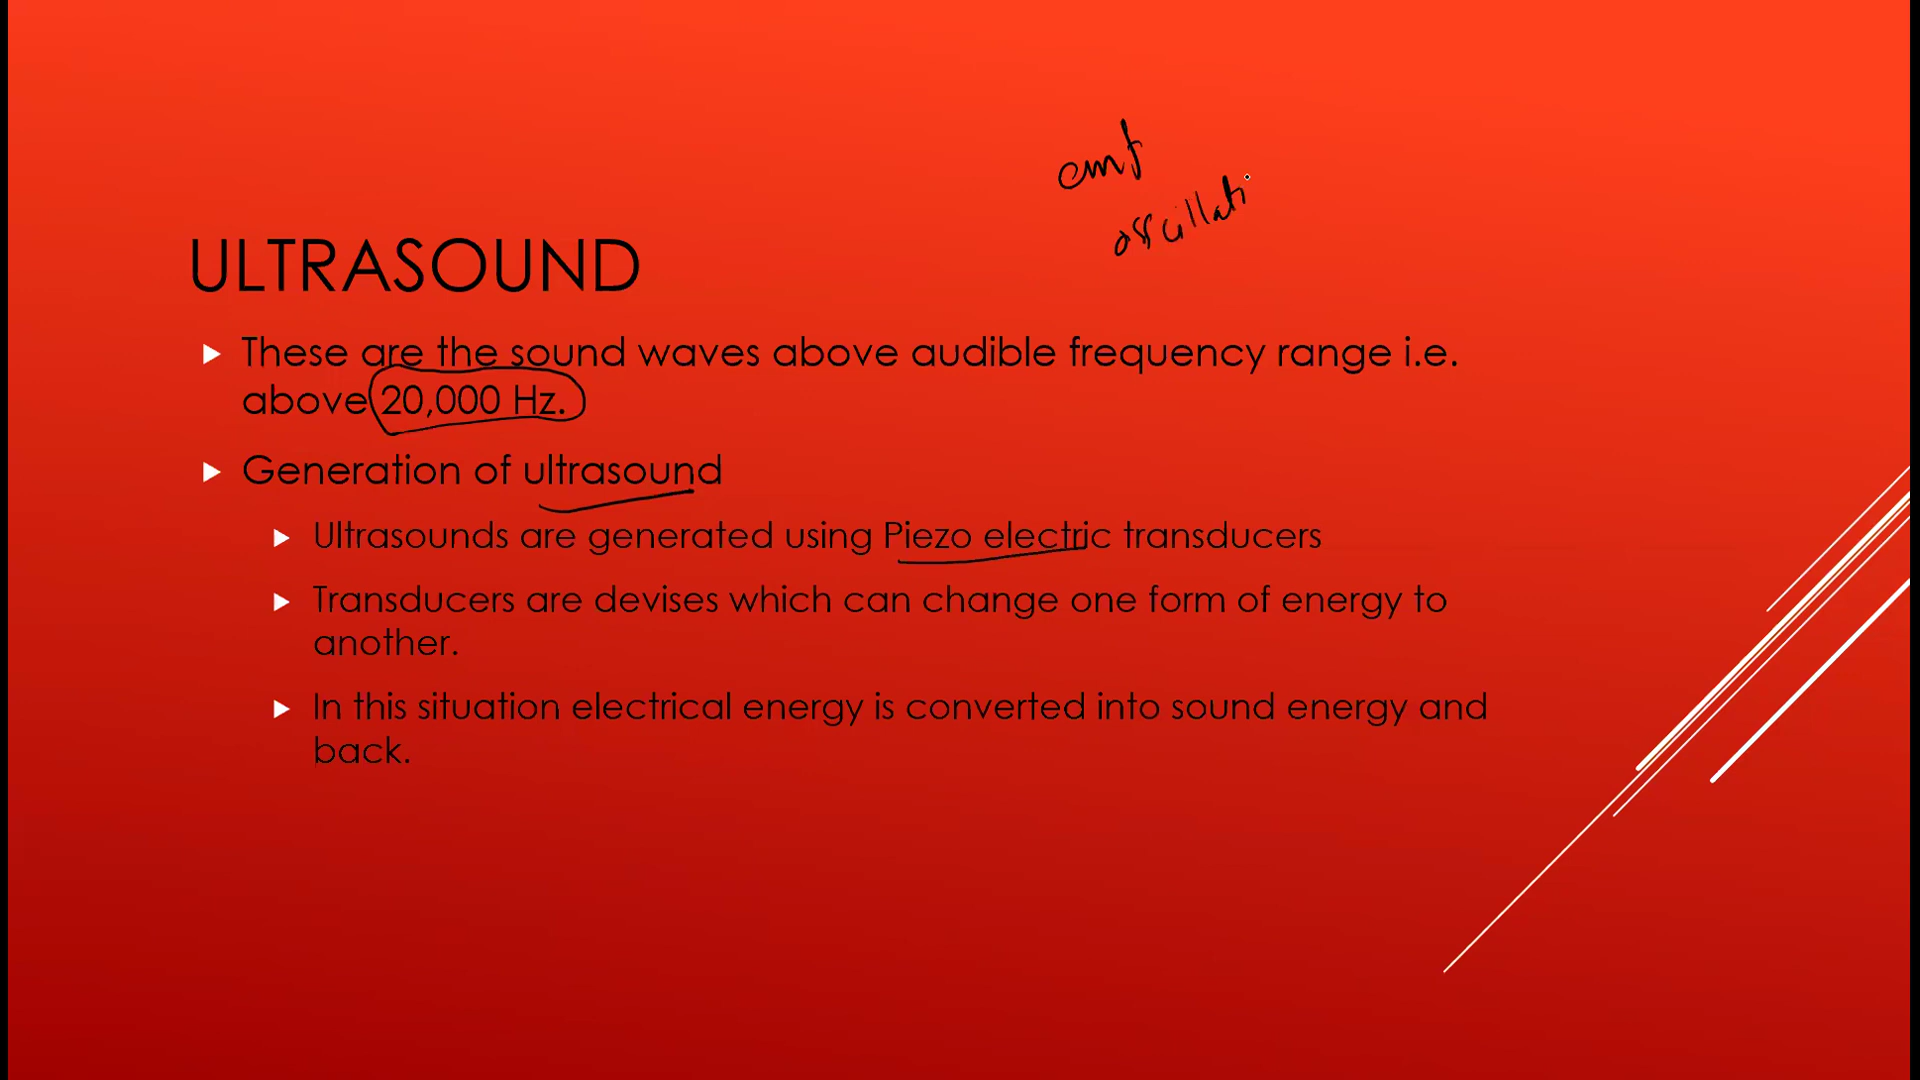 emf
oscillati
ULTRASOUND
These are the sound waves above audible frequency range i.e.
above 20,000 Hz.
Generation of ultrasound
Ultrasounds are generated using Piezo electric transducers
Transducers are devises which can change one form of energy to
another.
In this situation electrical energy is converted into sound energy and
back.